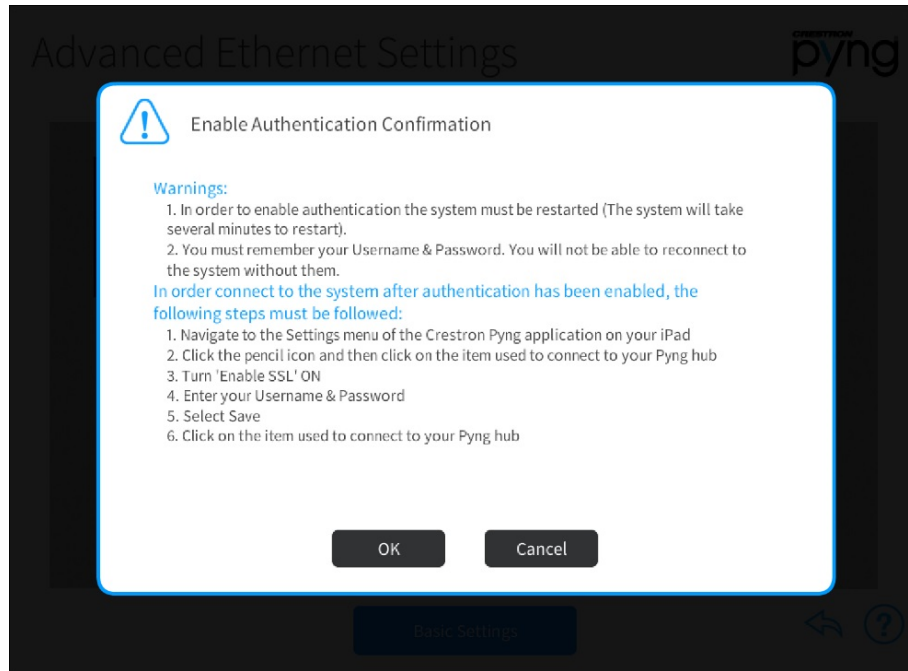 Advanced Ethernet Settings
CRESTRON
pyng
Enable Authentication Confirmation
Warnings:
1. In order to enable authentication the system must be restarted (The system will take
several minutes to restart).
2. You must remember your Username & Password. You will not be able to reconnect to
the system without them.
In order connect to the system after authentication has been enabled, the
following steps must be followed:
1. Navigate to the Settings menu of the Crestron Pyng application on your iPad
2. Click the pencil icon and then click on the item used to connect to your Pyng hub
3. Turn 'Enable SSL' ON
4. Enter your Username & Password
5. Select Save
6. Click on the item used to connect to your Pyng hub
OK
Cancel
Basic Settings
?